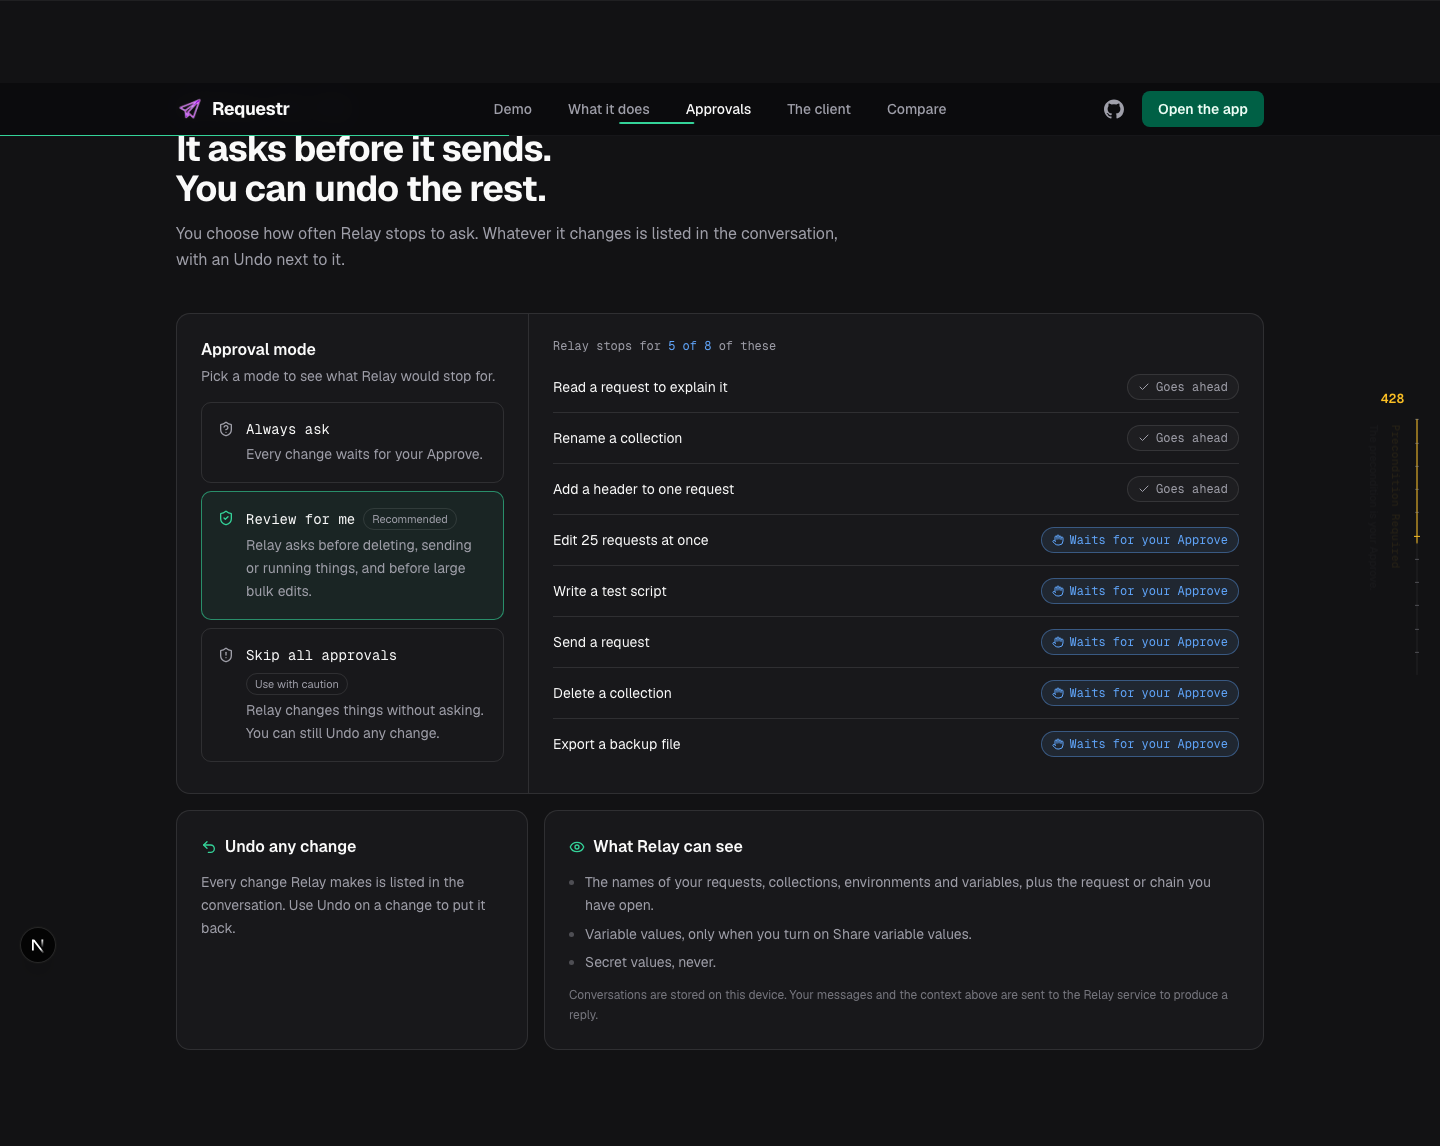 Requestr
Demo
What it does
Approvals
The client
Compare
Open the app
It asks before it sends.
You can undo the rest.
You choose how often Relay stops to ask. Whatever it changes is listed in the conversation,
with an Undo next to it.
Approval mode
Pick a mode to see what Relay would stop for.
Always ask
Every change waits for your Approve.
Review for me
Recommended
Relay asks before deleting, sending
or running things, and before large
bulk edits.
Skip all approvals
Use with caution
Relay changes things without asking.
You can still Undo any change.
Relay stops for 5 of 8 of these
Read a request to explain it
Goes ahead
Rename a collection
Goes ahead
Add a header to one request
Goes ahead
Edit 25 requests at once
Waits for your Approve
Write a test script
Waits for your Approve
Send a request
Waits for your Approve
Delete a collection
Waits for your Approve
Export a backup file
Waits for your Approve
428
Precondition Required
Undo any change
Every change Relay makes is listed in the
conversation. Use Undo on a change to put it
back.
What Relay can see
The names of your requests, collections, environments and variables, plus the request or chain you
have open.
Variable values, only when you turn on Share variable values.
Secret values, never.
Conversations are stored on this device. Your messages and the context above are sent to the Relay service to produce a
reply.
N